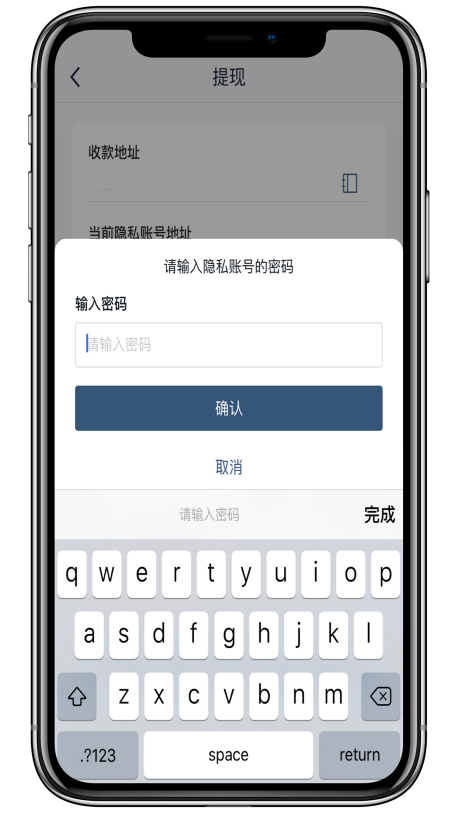 提现
收款地址
当前隐私账号地址
请输入隐私账号的密码
输入密码
请输入密码
确认
取消
请输入密码 完成
q w e r t y u i o p
a s d f g h j k l
z x c v b n m
.?123 space return